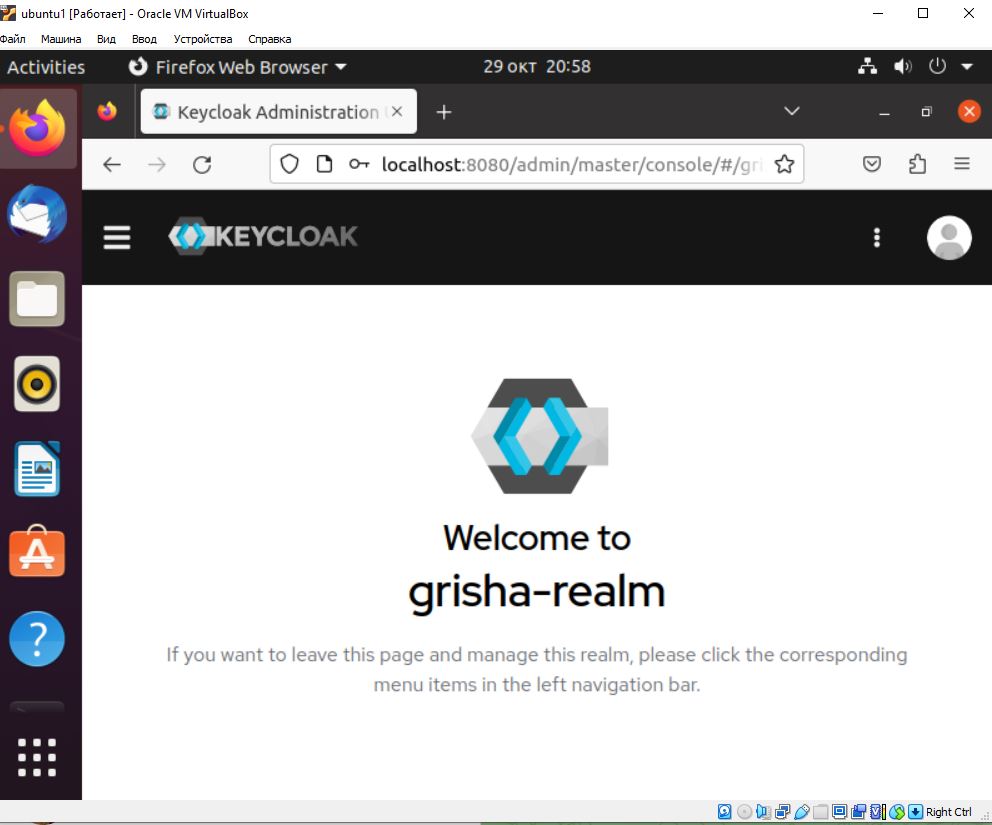 ubuntu1 [Работает] - Oracle VM VirtualBox
Файл Машина Вид Ввод Устройства Справка
Activities Firefox Web Browser 29 окт 20:58
Keycloak Administration
localhost:8080/admin/master/console/#/gri
KEYCLOAK
Welcome to
grisha-realm
If you want to leave this page and manage this realm, please click the corresponding
menu items in the left navigation bar.
Right Ctrl